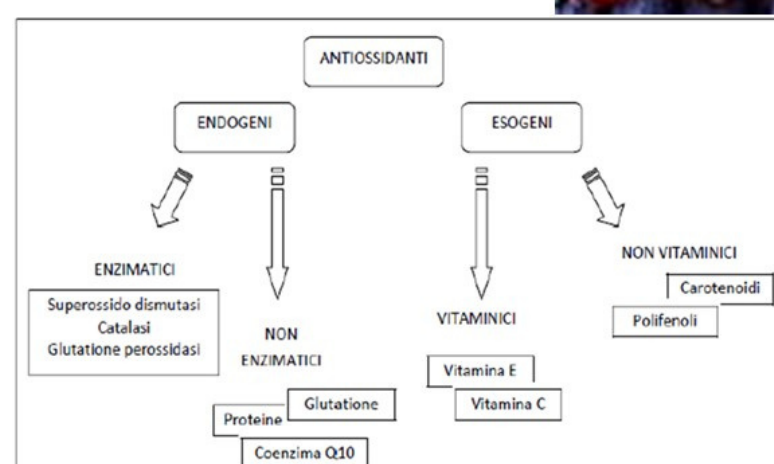 ANTIOSSIDANTI
ENDOGENI
ESOGENI
ENZIMATICI
Superossido dismutasi
Catalasi
Glutatione perossidasi
NON
ENZIMATICI
Proteine
Glutatione
Coenzima Q10
VITAMINICI
Vitamina E
Vitamina C
NON VITAMINICI
Carotenoidi
Polifenoli